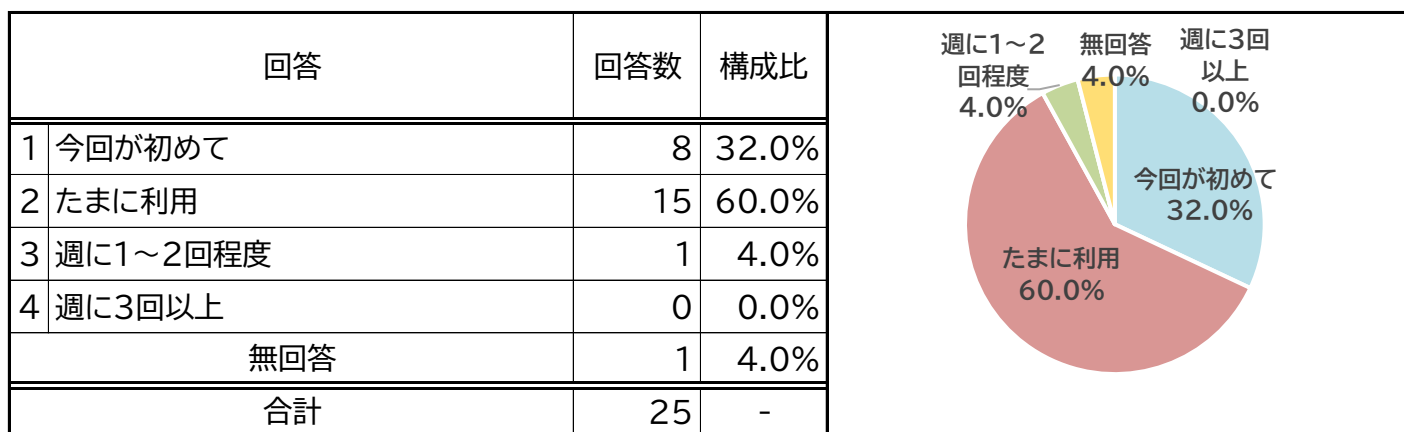 回答 回答数 構成比
1 今回が初めて 8 32.0%
2 たまに利用 15 60.0%
3 週に1～2回程度 1 4.0%
4 週に3回以上 0 0.0%
無回答 1 4.0%
合計 25 -
週に1～2
回程度
4.0%
無回答
4.0%
週に3回
以上
0.0%
今回が初めて
32.0%
たまに利用
60.0%